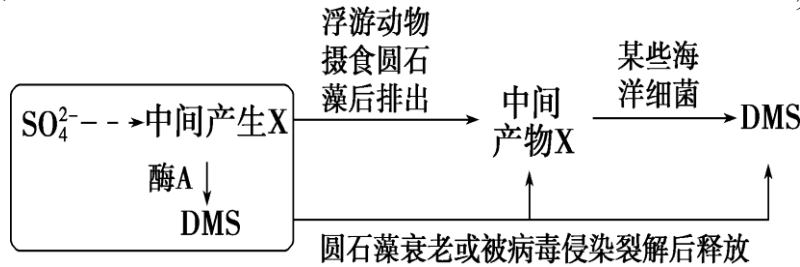 浮游动物
摄食圆石
藻后排出
某些海
洋细菌
SO₄²⁻ 中间产生X
中间
产物X
DMS
酶A
DMS
圆石藻衰老或被病毒侵染裂解后释放